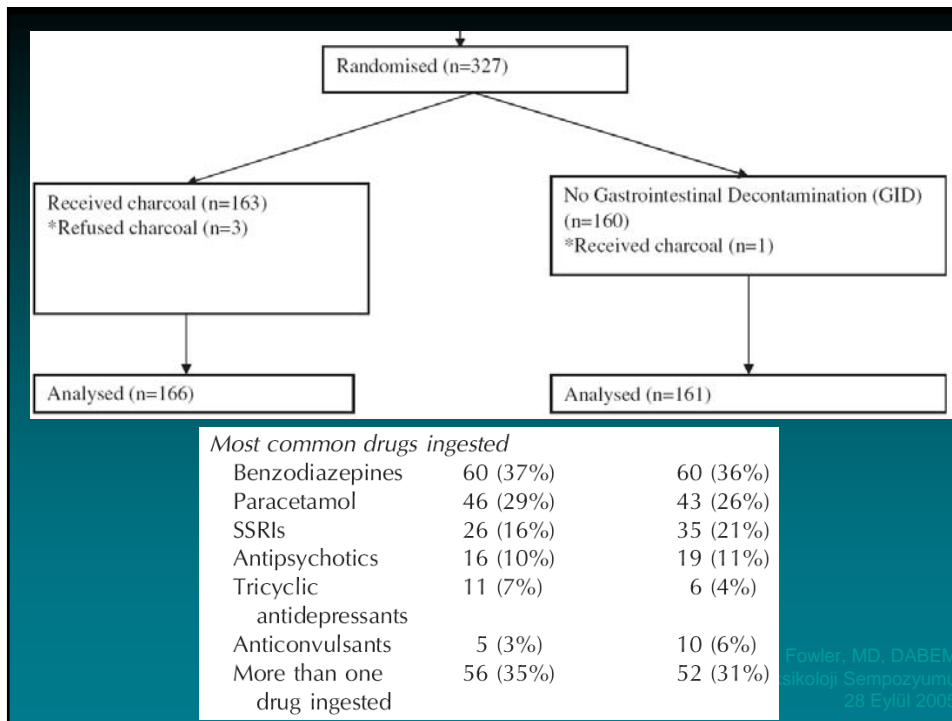 Randomised (n=327)
Received charcoal (n=163)
*Refused charcoal (n=3)
No Gastrointestinal Decontamination (GID)
(n=160)
*Received charcoal (n=1)
Analysed (n=166)
Analysed (n=161)
Most common drugs ingested
Benzodiazepines 60 (37%) 60 (36%)
Paracetamol 46 (29%) 43 (26%)
SSRIs 26 (16%) 35 (21%)
Antipsychotics 16 (10%) 19 (11%)
Tricyclic 11 (7%) 6 (4%)
antidepressants
Anticonvulsants 5 (3%) 10 (6%)
More than one 56 (35%) 52 (31%)
drug ingested
Fowler, MD, DABEM
Sempozyumu
28 Eylül 2005